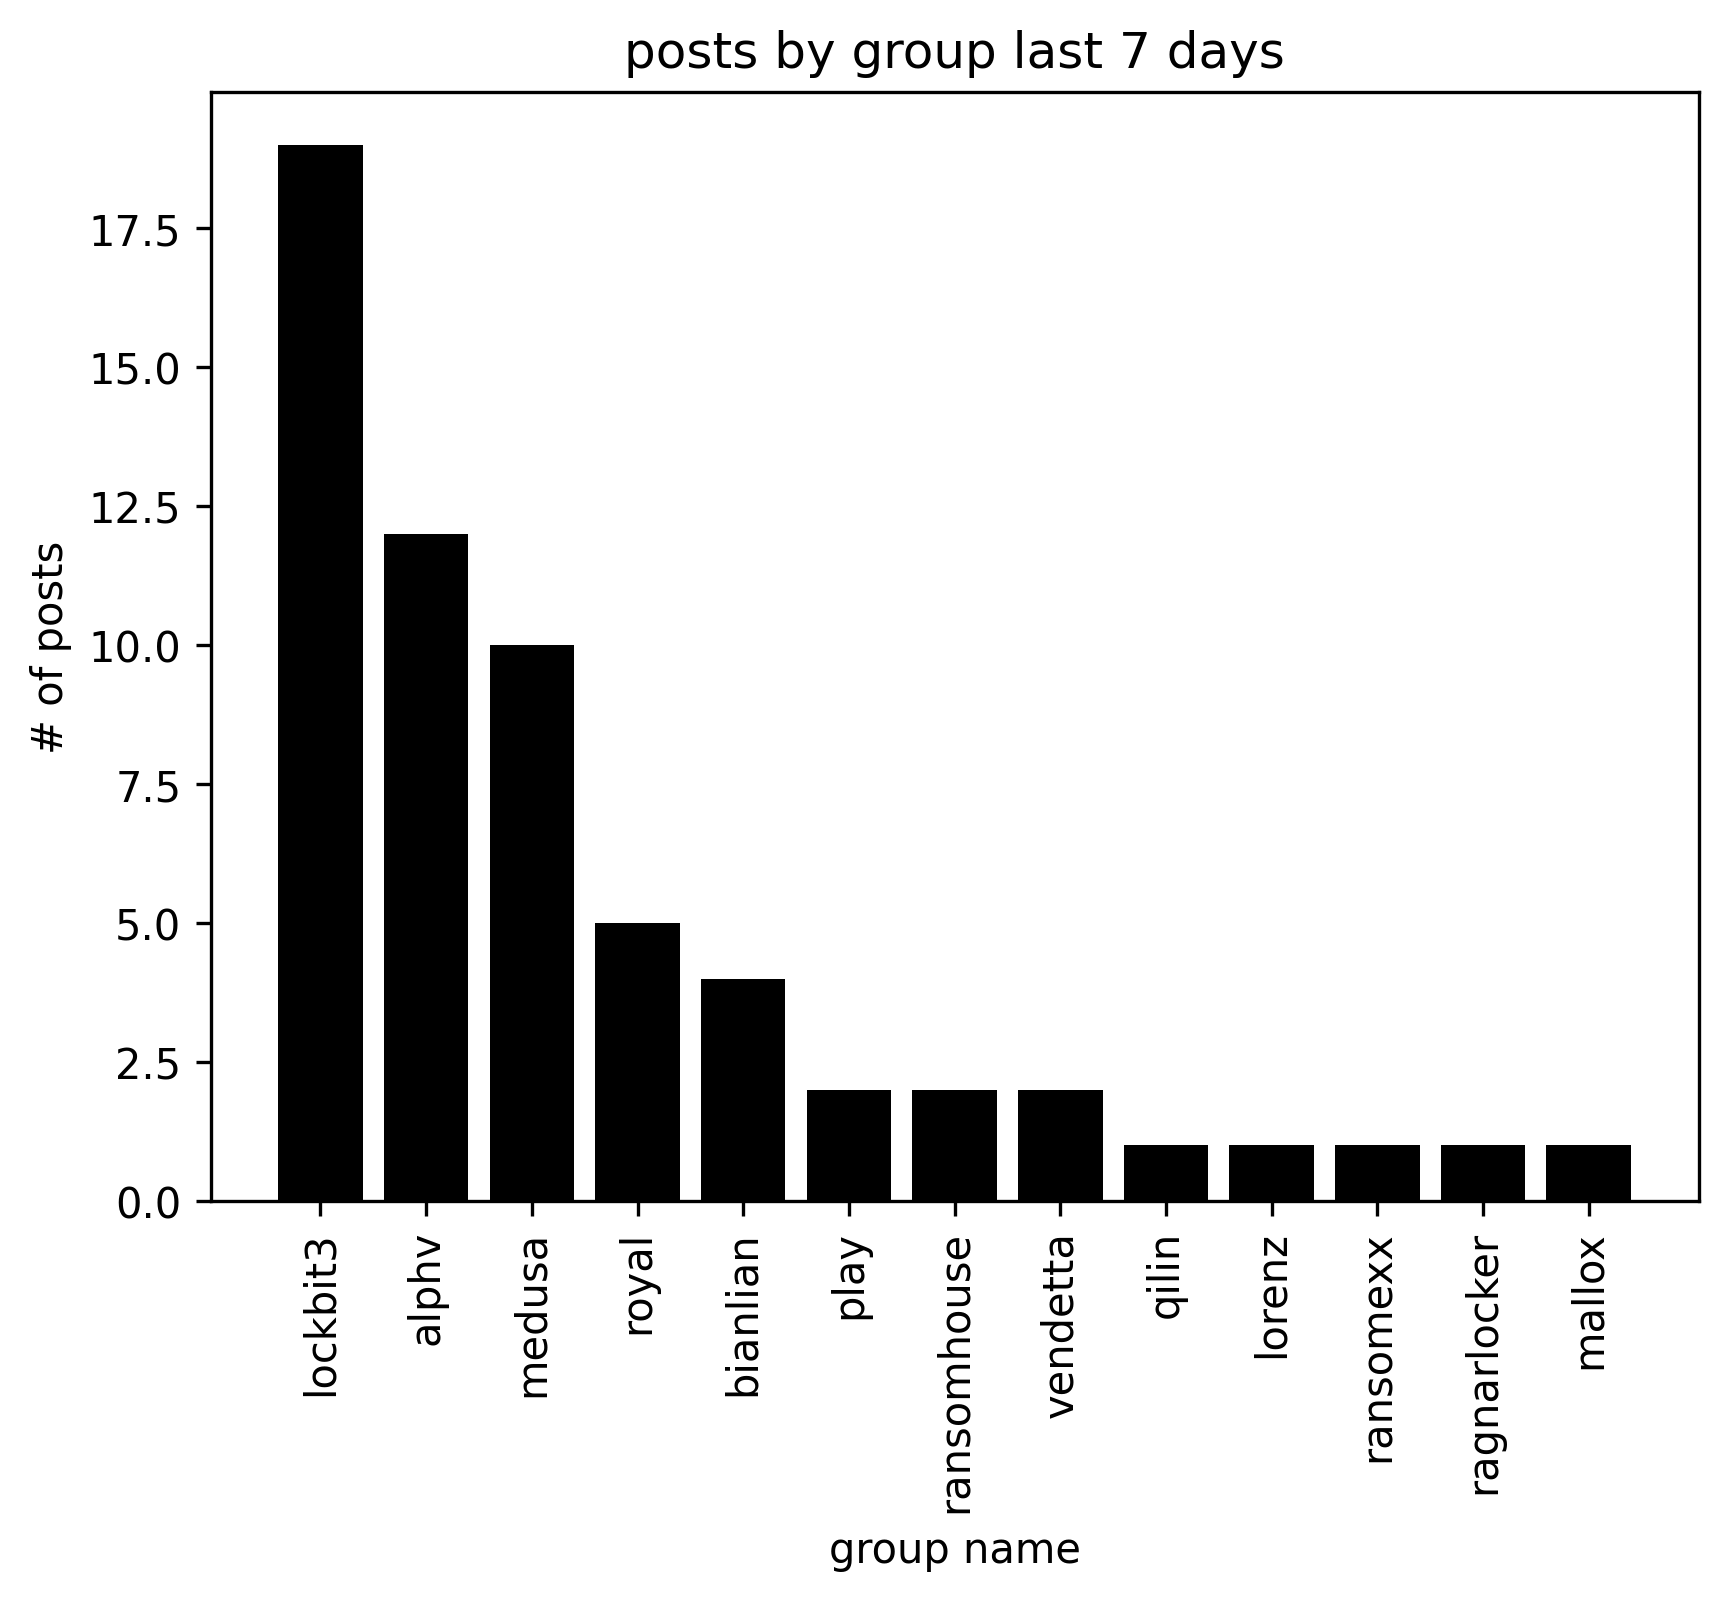 posts by group last 7 days
# of posts
17.5
15.0
12.5
10.0
7.5
5.0
2.5
0.0
lockbit3
alphv
medusa
royal
bianlian
play
ransomhouse
vendetta
qilin
lorenz
ransomexx
ragnarlocker
mallox
group name